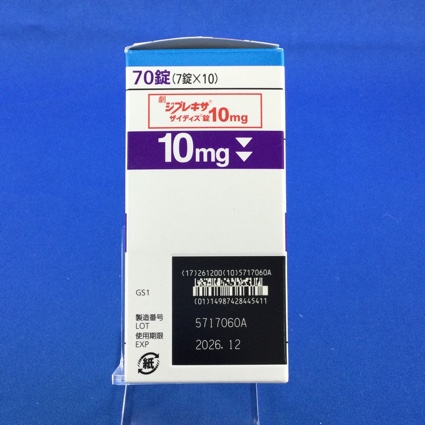 70錠(7錠×10)
劇 ジプレキサ®
ザイディス®錠10mg
10mg
(17)261200(10)5717060A
(01)14987428445411
GS1
製造番号
LOT
5717060A
使用期限
EXP
2026.12
紙